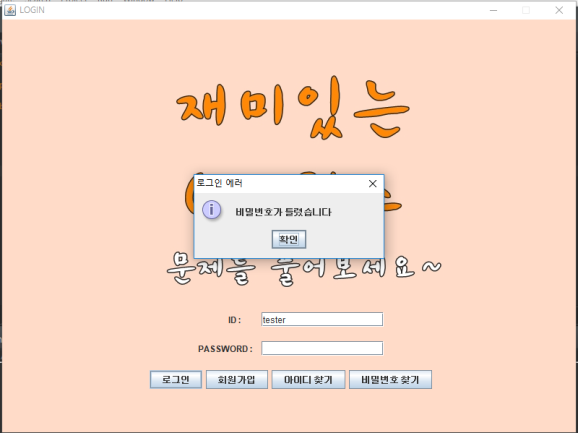 LOGIN
재미있는
로그인 에러
비밀번호가 틀렸습니다
확인
문제를 풀어보세요~
ID :
tester
PASSWORD :
로그인
회원가입
아이디 찾기
비밀번호 찾기